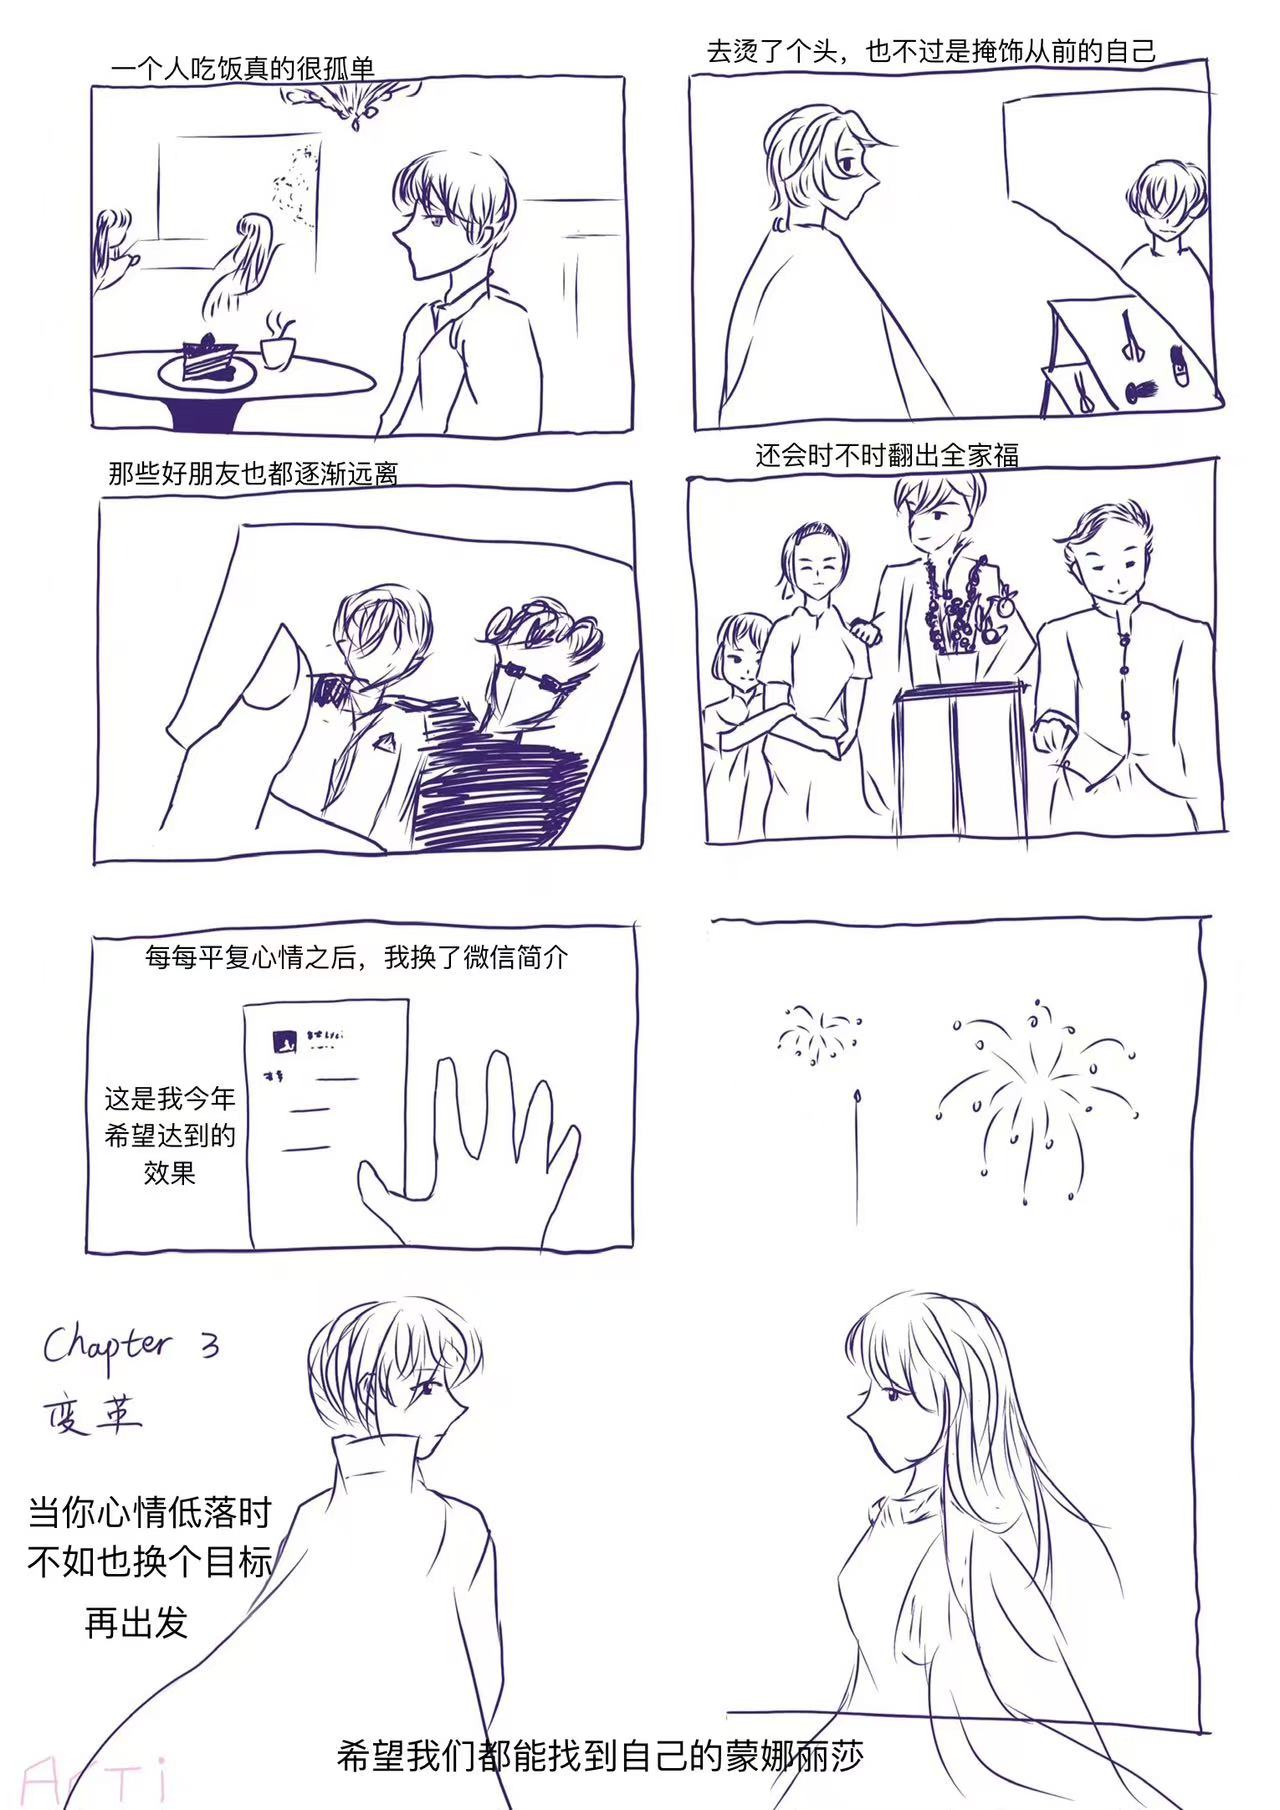 一个人吃饭真的很孤单
去烫了个头，也不过是掩饰从前的自己
那些好朋友也都逐渐远离
还会时不时翻出全家福
每每平复心情之后，我换了微信简介
这是我今年
希望达到的
效果
Chapter 3
变革
当你心情低落时
不如也换个目标
再出发
希望我们都能找到自己的蒙娜丽莎
ArTi